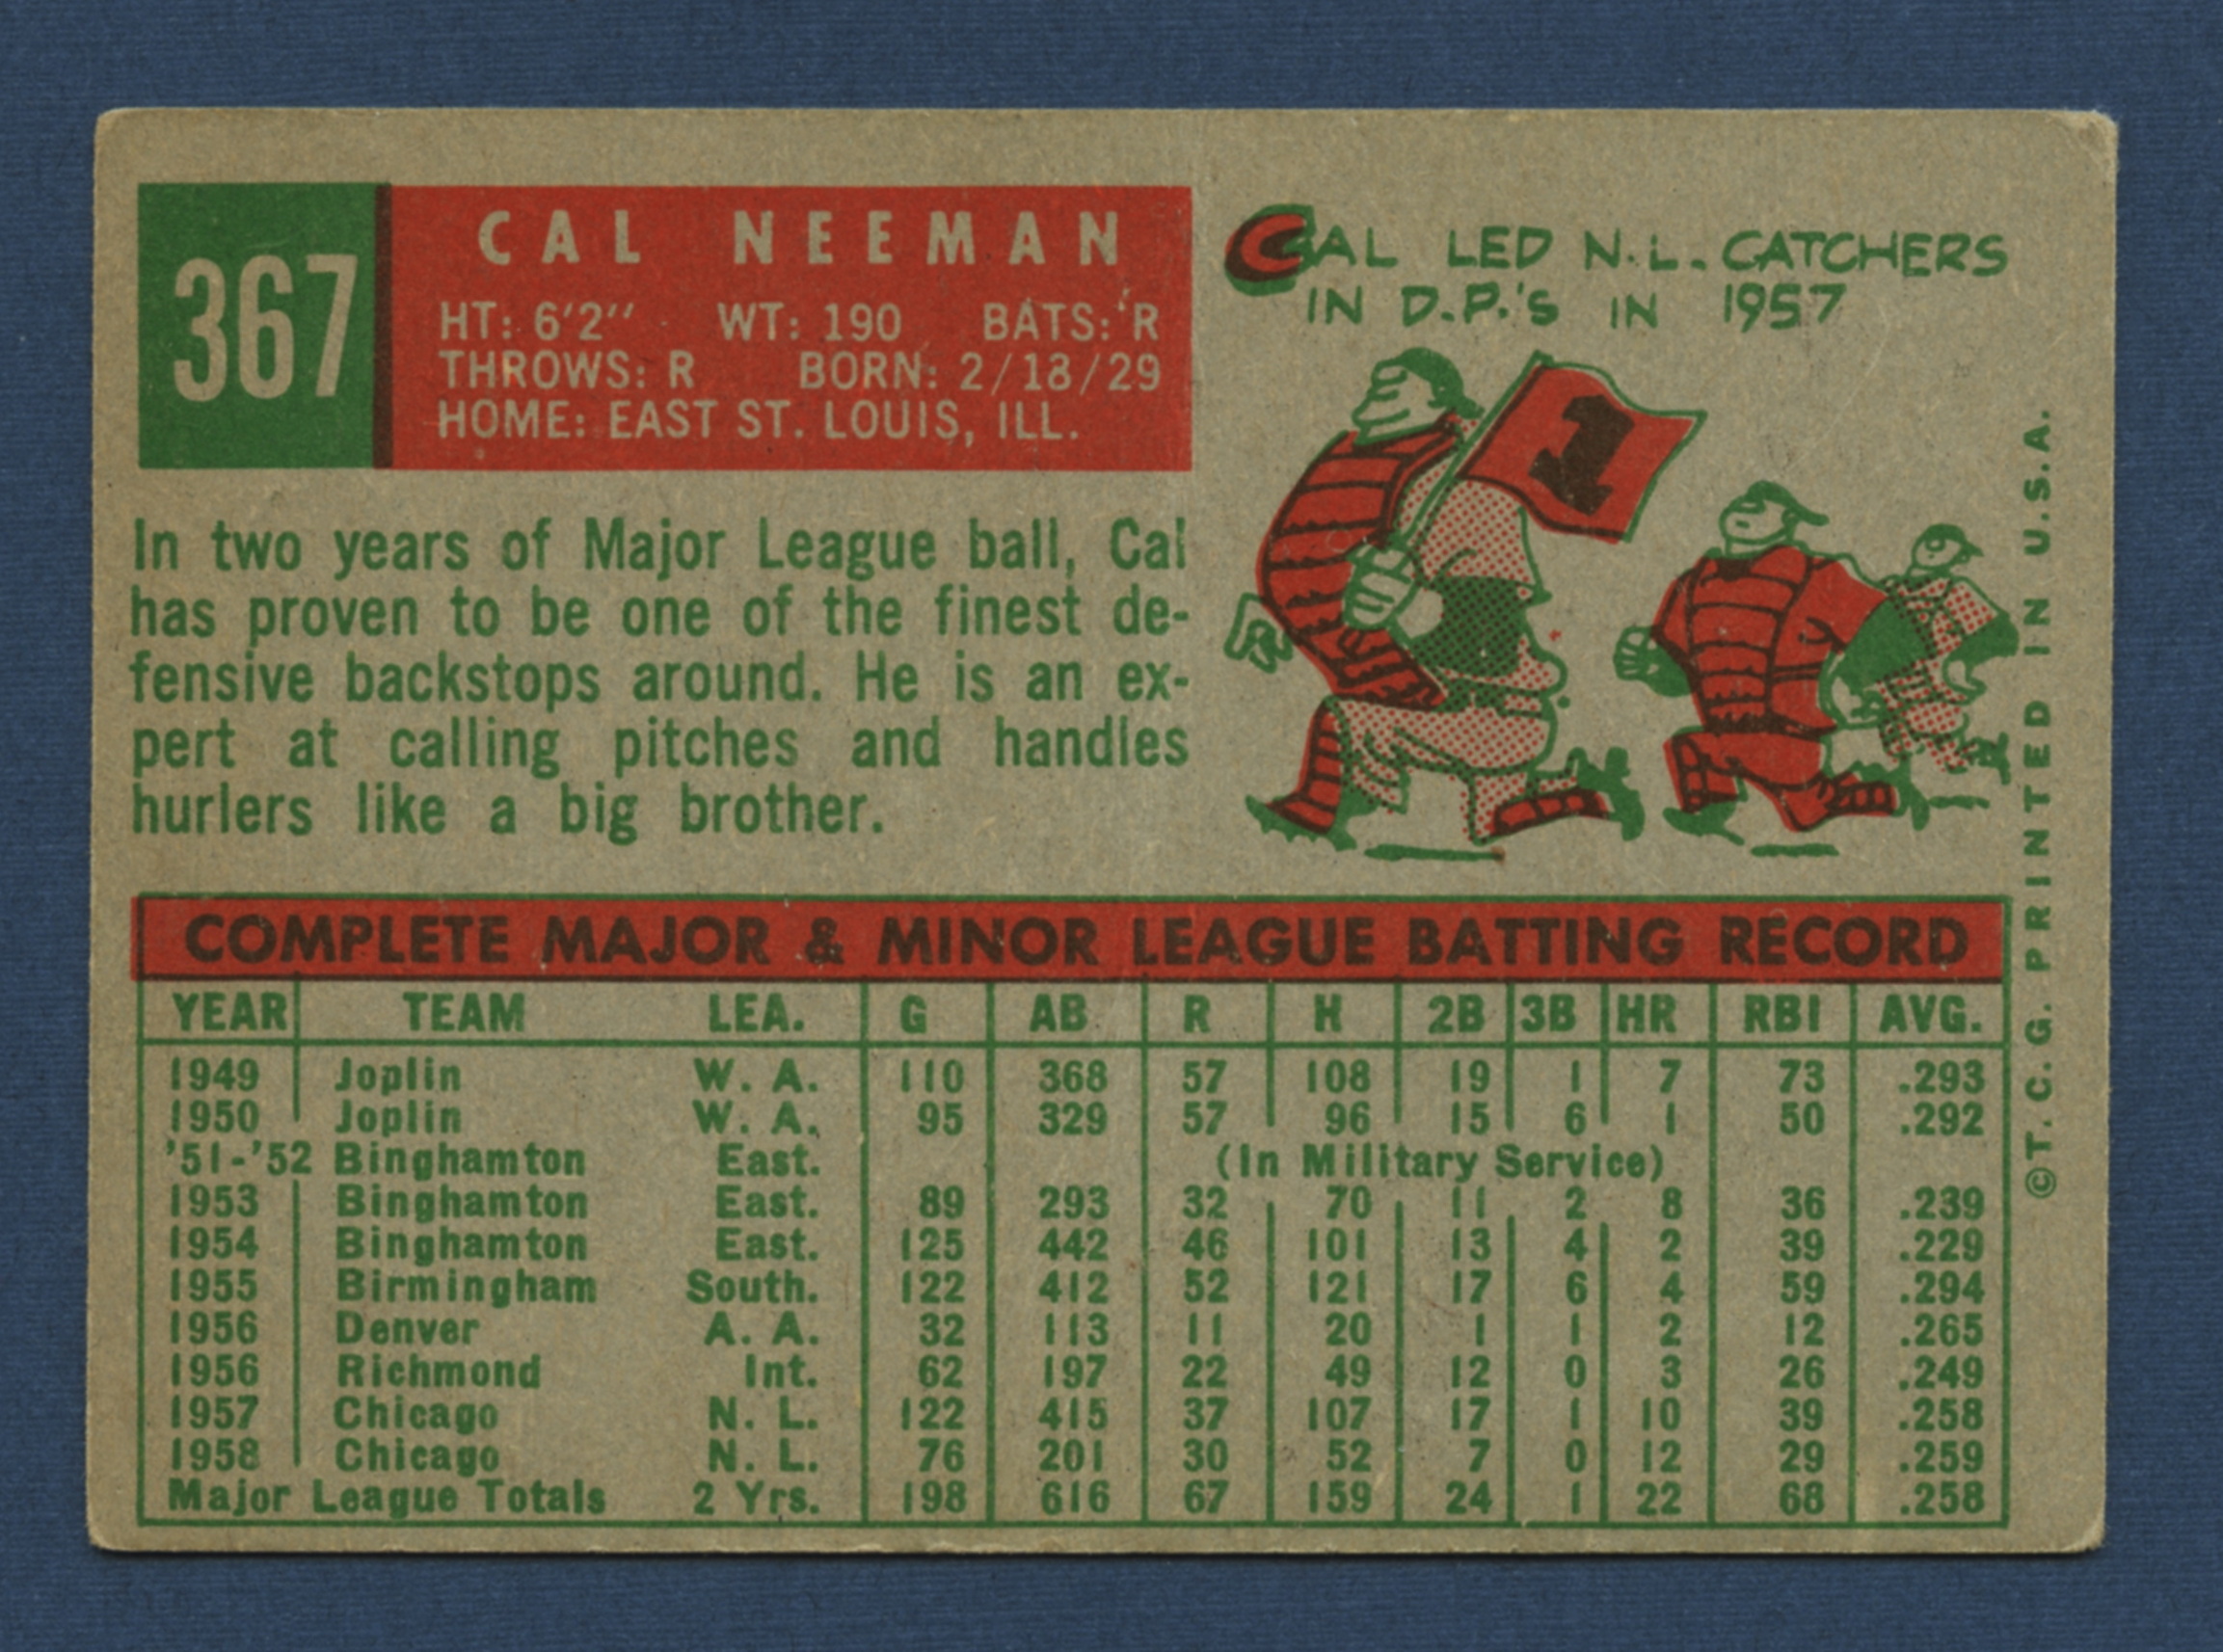 367
CAL NEEMAN
HT: 6'2" WT: 190 BATS: R
THROWS: R BORN: 2/18/29
HOME: EAST ST. LOUIS, ILL.
In two years of Major League ball, Cal
has proven to be one of the finest de-
fensive backstops around. He is an ex-
pert at calling pitches and handles
hurlers like a big brother.
CAL LED N.L. CATCHERS
IN D.P.'S IN 1957
1
COMPLETE MAJOR & MINOR LEAGUE BATTING RECORD
YEAR TEAM LEA. G AB R H 2B 3B HR RBI AVG.
1949 Joplin W. A. 110 368 57 108 19 1 7 73 .293
1950 Joplin W. A. 95 329 57 96 15 6 1 50 .292
'51-'52 Binghamton East. (In Military Service)
1953 Binghamton East. 89 293 32 70 11 2 8 36 .239
1954 Binghamton East. 125 442 46 101 13 4 2 39 .229
1955 Birmingham South. 122 412 52 121 17 6 4 59 .294
1956 Denver A. A. 32 113 11 20 1 1 2 12 .265
1956 Richmond Int. 62 197 22 49 12 0 3 26 .249
1957 Chicago N. L. 122 415 37 107 17 1 10 39 .258
1958 Chicago N. L. 76 201 30 52 7 0 12 29 .259
Major League Totals 2 Yrs. 198 616 67 159 24 1 22 68 .258
©T.C.G. PRINTED IN U.S.A.